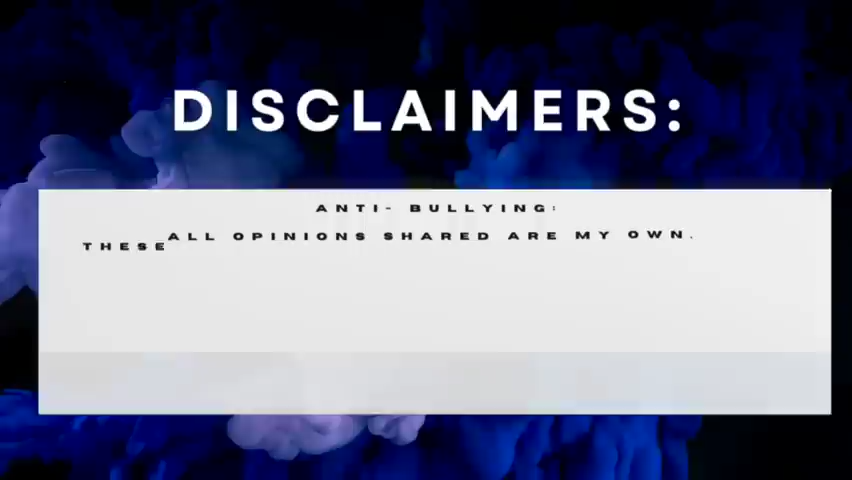 DISCLAIMERS:
ANTI- BULLYING:
ALL OPINIONS SHARED ARE MY OWN.
THESE